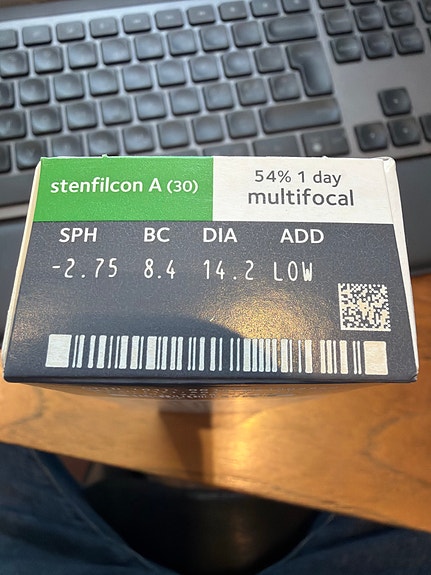 stenfilcon A (30)
54% 1 day
multifocal
SPH BC DIA ADD
-2.75 8.4 14.2 LOW